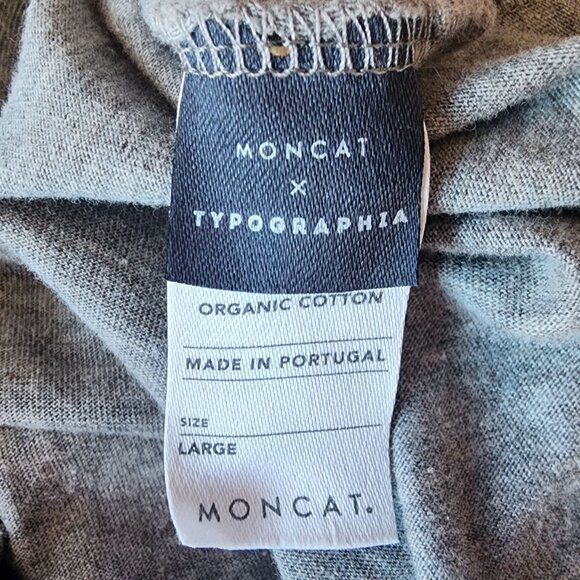 MONCAT
×
TYPOGRAPHIA
ORGANIC COTTON
MADE IN PORTUGAL
SIZE
LARGE
MONCAT.